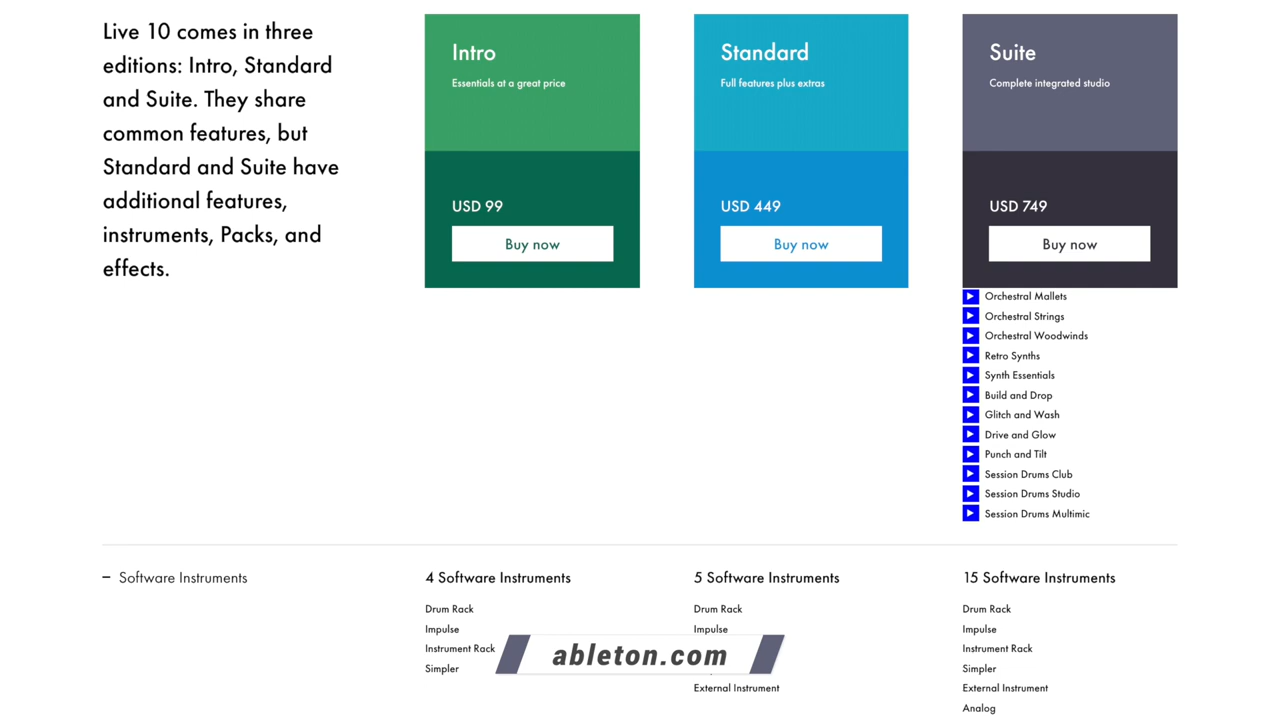 Live 10 comes in three
editions: Intro, Standard
and Suite. They share
common features, but
Standard and Suite have
additional features,
instruments, Packs, and
effects.
Intro
Essentials at a great price
USD 99
Buy now
Standard
Full features plus extras
USD 449
Buy now
Suite
Complete integrated studio
USD 749
Buy now
Orchestral Mallets
Orchestral Strings
Orchestral Woodwinds
Retro Synths
Synth Essentials
Build and Drop
Glitch and Wash
Drive and Glow
Punch and Tilt
Session Drums Club
Session Drums Studio
Session Drums Multimic
– Software Instruments
4 Software Instruments
Drum Rack
Impulse
Instrument Rack
Simpler
5 Software Instruments
Drum Rack
Impulse
External Instrument
15 Software Instruments
Drum Rack
Impulse
Instrument Rack
Simpler
External Instrument
Analog
ableton.com